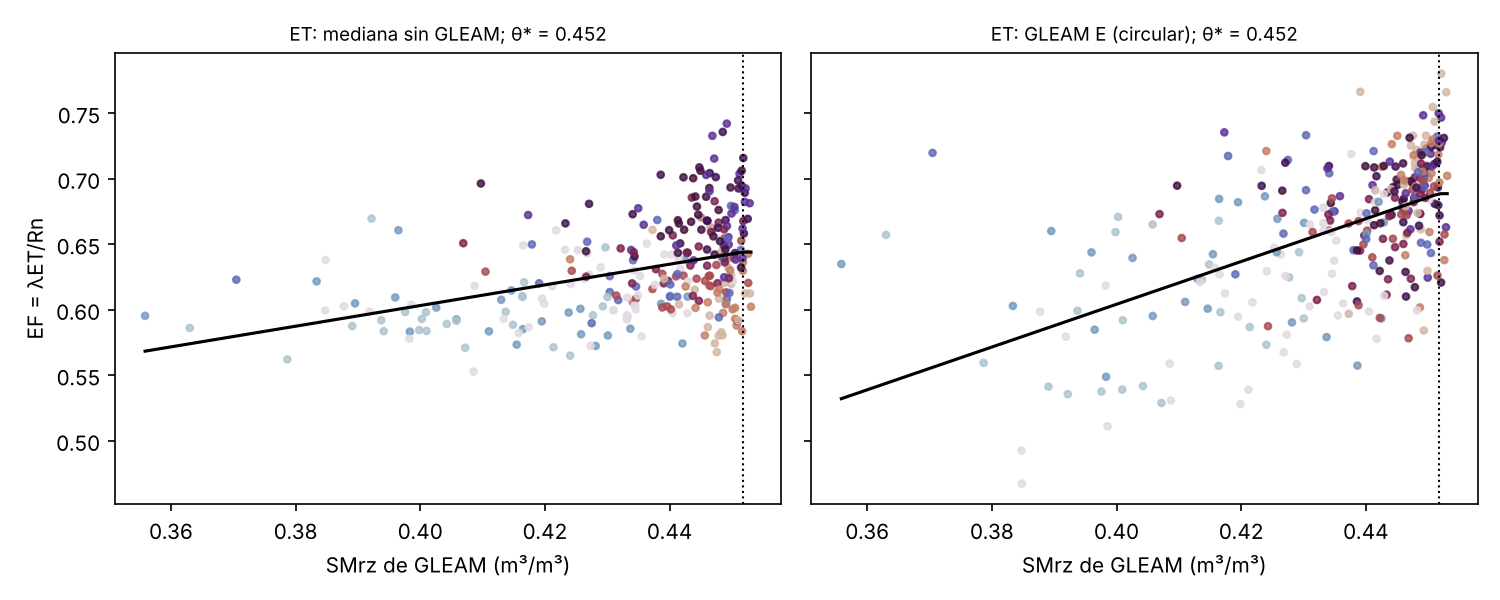 ET: mediana sin GLEAM; θ* = 0.452
ET: GLEAM E (circular); θ* = 0.452
EF = λET/Rn
0.75
0.70
0.65
0.60
0.55
0.50
0.36 0.38 0.40 0.42 0.44
0.36 0.38 0.40 0.42 0.44
SMrz de GLEAM (m³/m³)
SMrz de GLEAM (m³/m³)